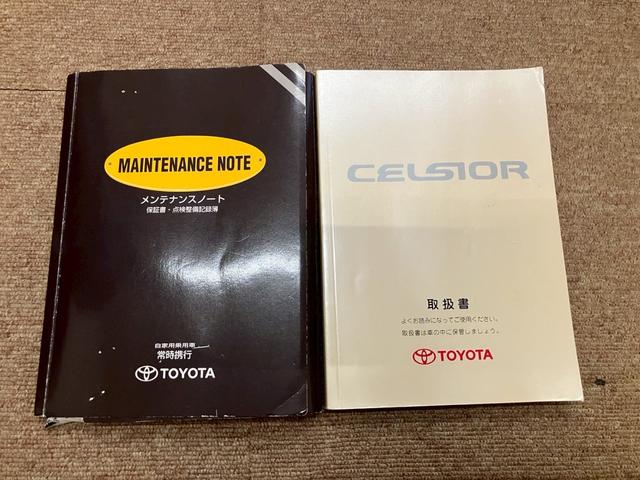 MAINTENANCE NOTE
メンテナンスノート
保証書・点検整備記録簿
自家用乗用車
常時携行
TOYOTA
CELSIOR
取扱書
よくお読みになってご使用ください。
取扱書は車の中に保管しましょう。
TOYOTA